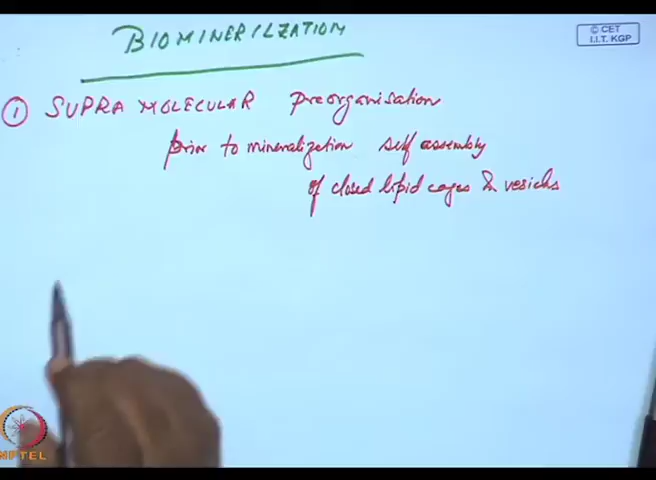 BIOMINERILZATION
© CET
I.I.T. KGP
① SUPRA MOLECULAR Preorganisation
prior to mineralization self assembly
of closed lipid cages & vesicles
NPTEL